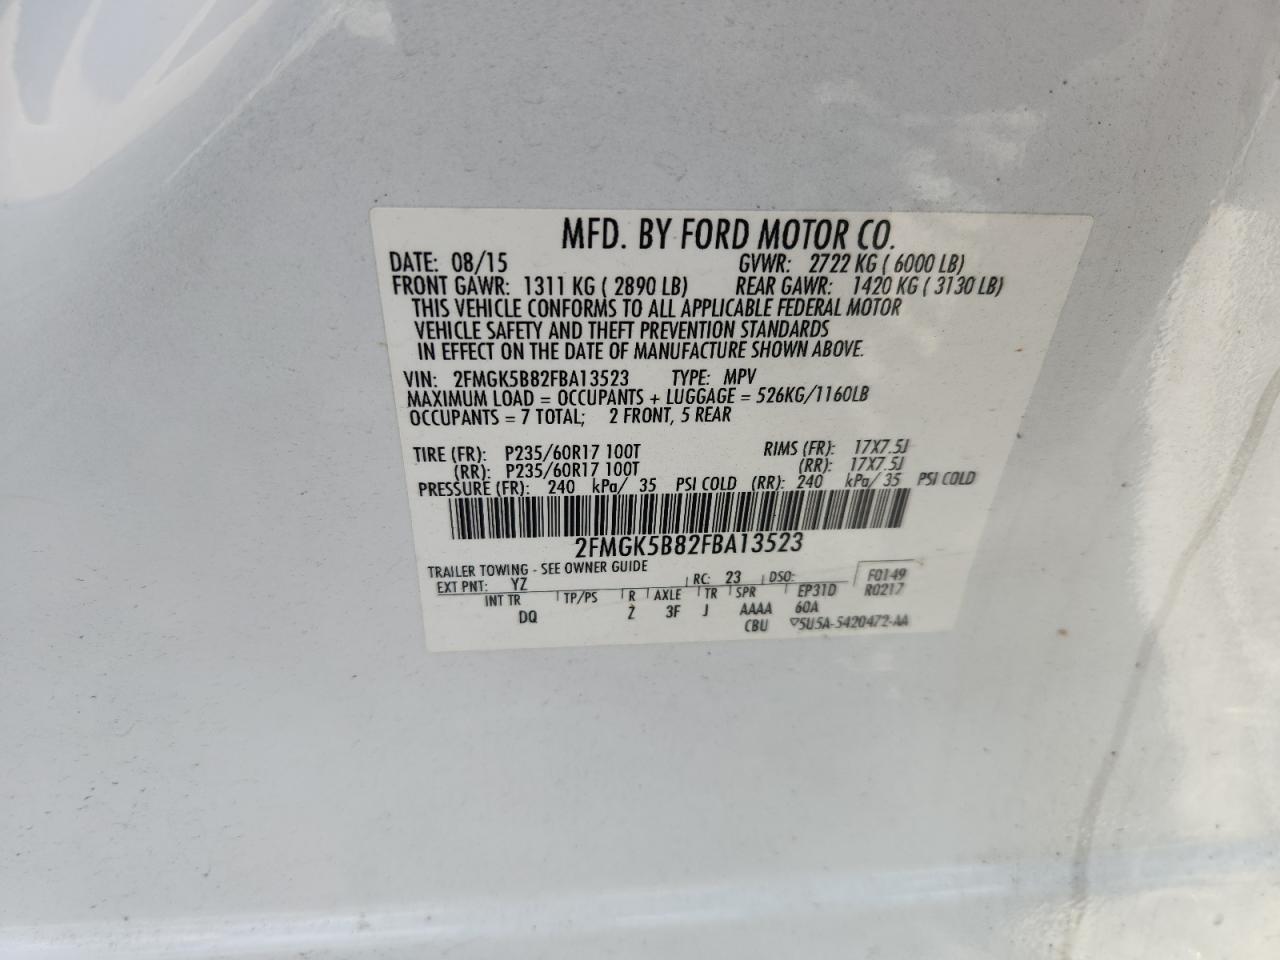 MFD. BY FORD MOTOR CO.
DATE: 08/15 GVWR: 2722 KG ( 6000 LB)
FRONT GAWR: 1311 KG ( 2890 LB) REAR GAWR: 1420 KG ( 3130 LB)
THIS VEHICLE CONFORMS TO ALL APPLICABLE FEDERAL MOTOR
VEHICLE SAFETY AND THEFT PREVENTION STANDARDS
IN EFFECT ON THE DATE OF MANUFACTURE SHOWN ABOVE.
VIN: 2FMGK5B82FBA13523 TYPE: MPV
MAXIMUM LOAD = OCCUPANTS + LUGGAGE = 526KG/1160LB
OCCUPANTS = 7 TOTAL; 2 FRONT, 5 REAR
TIRE (FR): P235/60R17 100T RIMS (FR): 17X7.5J
(RR): P235/60R17 100T (RR): 17X7.5J
PRESSURE (FR): 240 kPa/ 35 PSI COLD (RR): 240 kPa/ 35 PSI COLD
2FMGK5B82FBA13523
TRAILER TOWING - SEE OWNER GUIDE
EXT PNT: YZ RC: 23 DSO: F0149
INT TR TP/PS R AXLE TR SPR EP31D R0217
DQ Z 3F J AAAA 60A
CBU ▽5U5A-5420472-AA